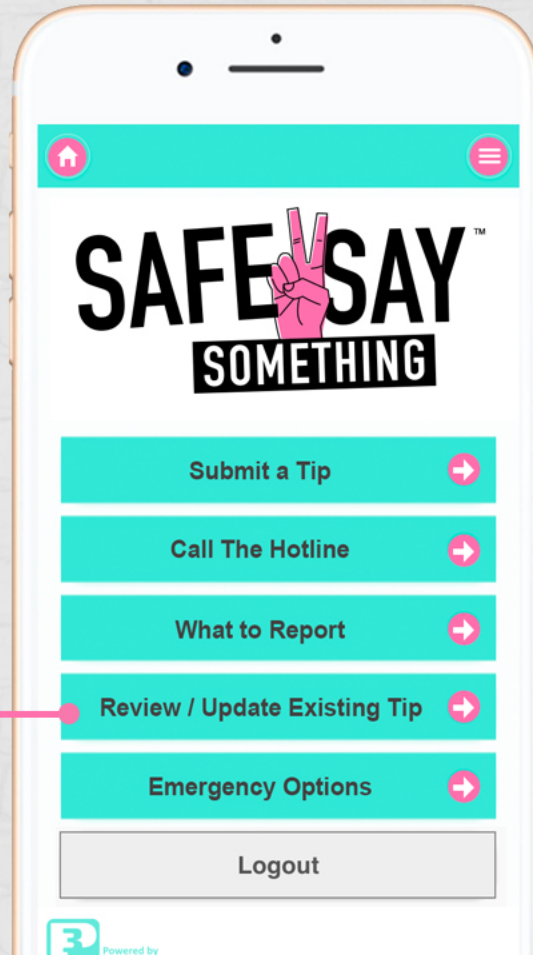 SAFE SAY™
SOMETHING
Submit a Tip
Call The Hotline
What to Report
Review / Update Existing Tip
Emergency Options
Logout
Powered by